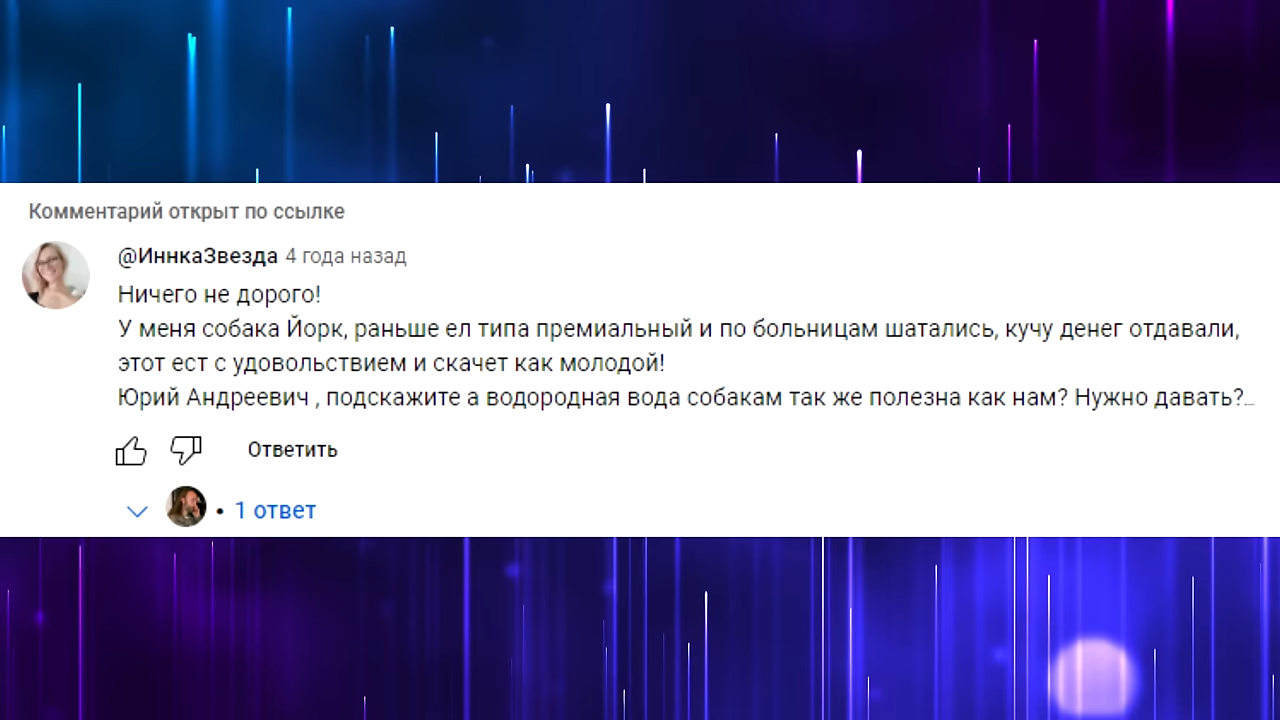 Комментарий открыт по ссылке
@ИннкаЗвезда 4 года назад
Ничего не дорого!
У меня собака Йорк, раньше ел типа премиальный и по больницам шатались, кучу денег отдавали,
этот ест с удовольствием и скачет как молодой!
Юрий Андреевич , подскажите а водородная вода собакам так же полезна как нам? Нужно давать?...
Ответить
• 1 ответ